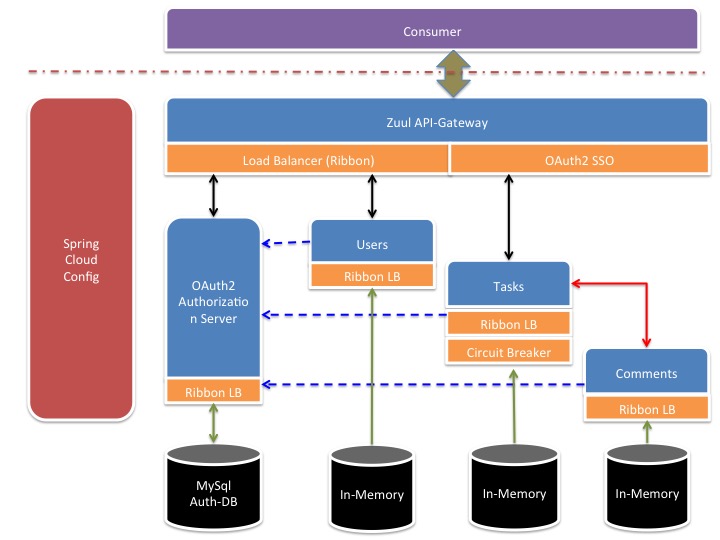 Consumer
Zuul API-Gateway
Load Balancer (Ribbon)
OAuth2 SSO
Spring
Cloud
Config
OAuth2
Authorizatio
n Server
Ribbon LB
Users
Ribbon LB
Tasks
Ribbon LB
Circuit Breaker
Comments
Ribbon LB
MySql
Auth-DB
In-Memory
In-Memory
In-Memory